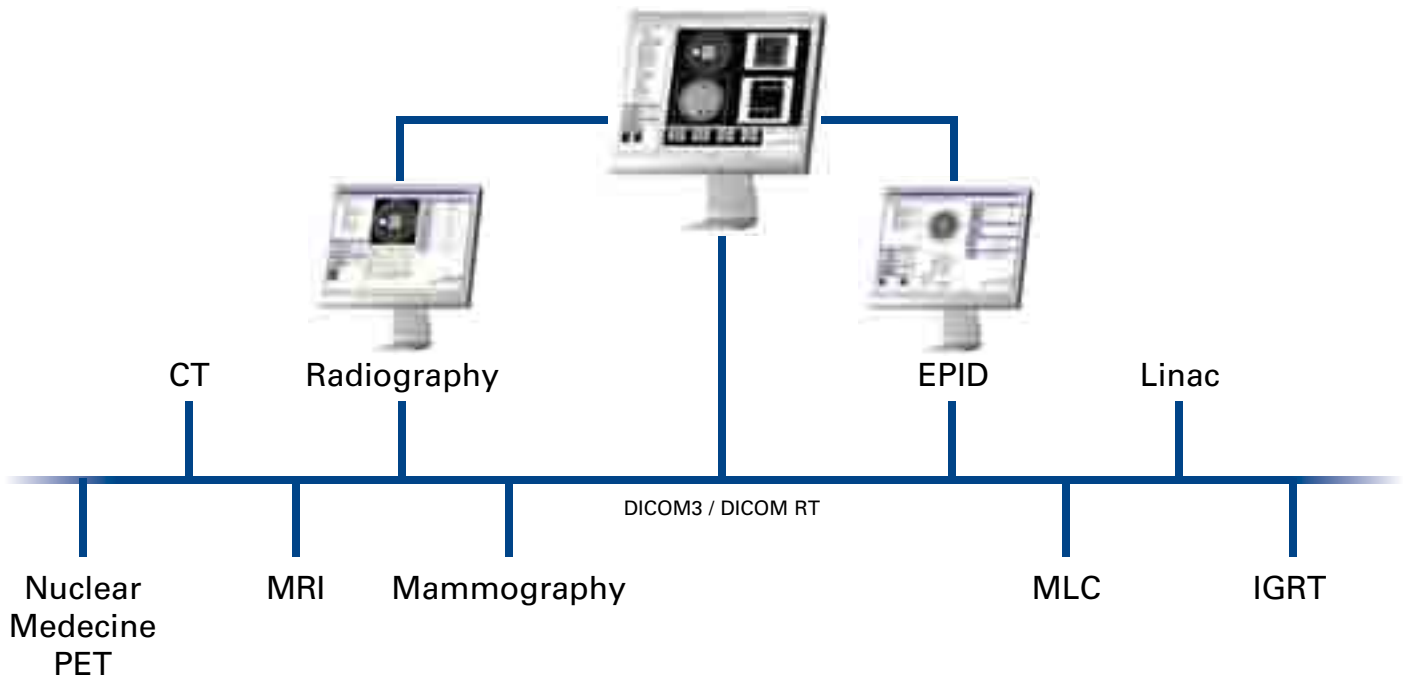 CT
Radiography
EPID
Linac
DICOM3 / DICOM RT
Nuclear
Medecine
PET
MRI
Mammography
MLC
IGRT